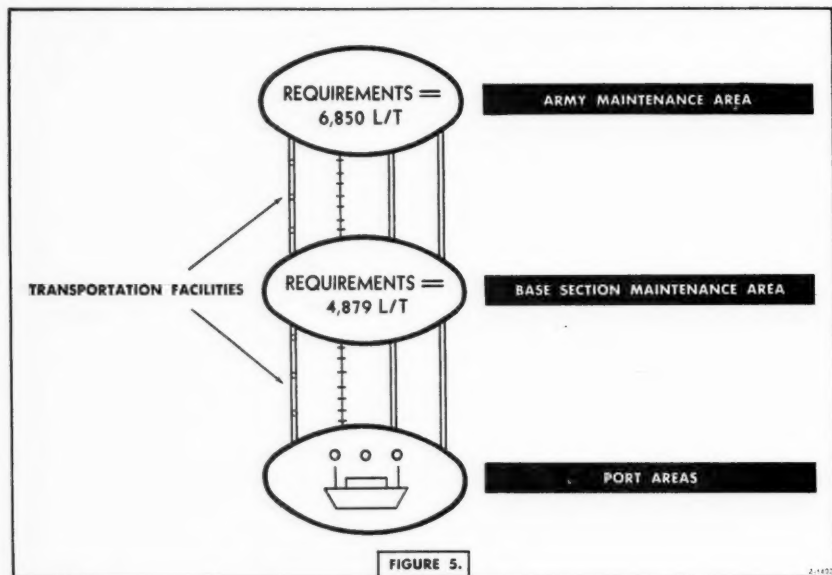 REQUIREMENTS =
6,850 L/T
ARMY MAINTENANCE AREA
TRANSPORTATION FACILITIES
REQUIREMENTS =
4,879 L/T
BASE SECTION MAINTENANCE AREA
PORT AREAS
FIGURE 5.